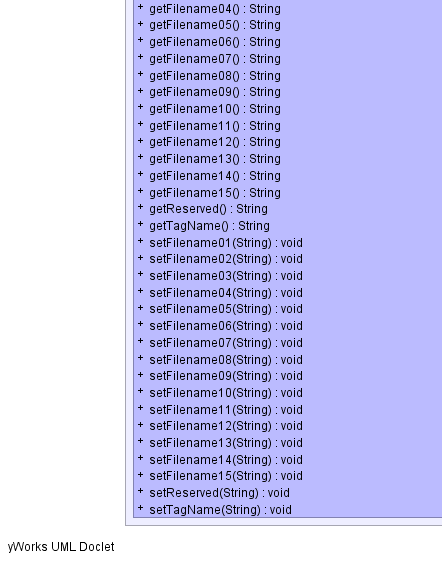 + getFilename04() : String
+ getFilename05() : String
+ getFilename06() : String
+ getFilename07() : String
+ getFilename08() : String
+ getFilename09() : String
+ getFilename10() : String
+ getFilename11() : String
+ getFilename12() : String
+ getFilename13() : String
+ getFilename14() : String
+ getFilename15() : String
+ getReserved() : String
+ getTagName() : String
+ setFilename01(String) : void
+ setFilename02(String) : void
+ setFilename03(String) : void
+ setFilename04(String) : void
+ setFilename05(String) : void
+ setFilename06(String) : void
+ setFilename07(String) : void
+ setFilename08(String) : void
+ setFilename09(String) : void
+ setFilename10(String) : void
+ setFilename11(String) : void
+ setFilename12(String) : void
+ setFilename13(String) : void
+ setFilename14(String) : void
+ setFilename15(String) : void
+ setReserved(String) : void
+ setTagName(String) : void
yWorks UML Doclet